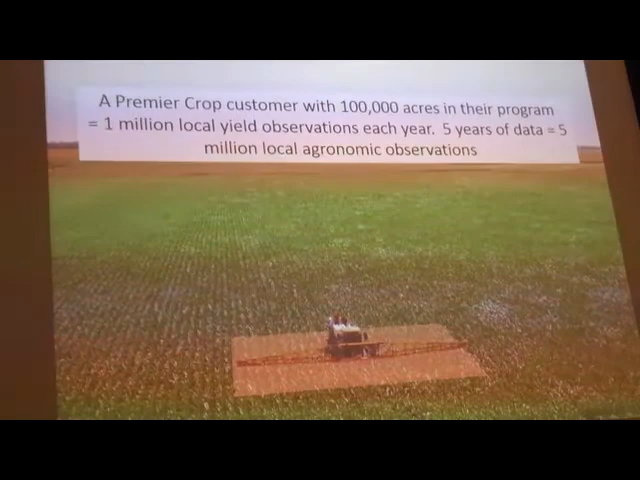 A Premier Crop customer with 100,000 acres in their program
= 1 million local yield observations each year. 5 years of data = 5
million local agronomic observations